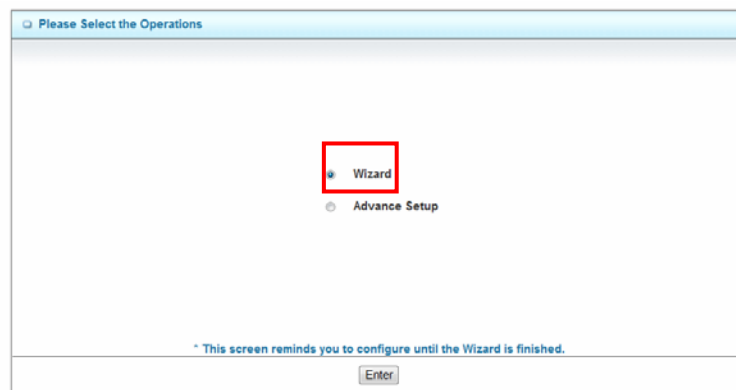 Please Select the Operations
Wizard
Advance Setup
* This screen reminds you to configure until the Wizard is finished.
Enter